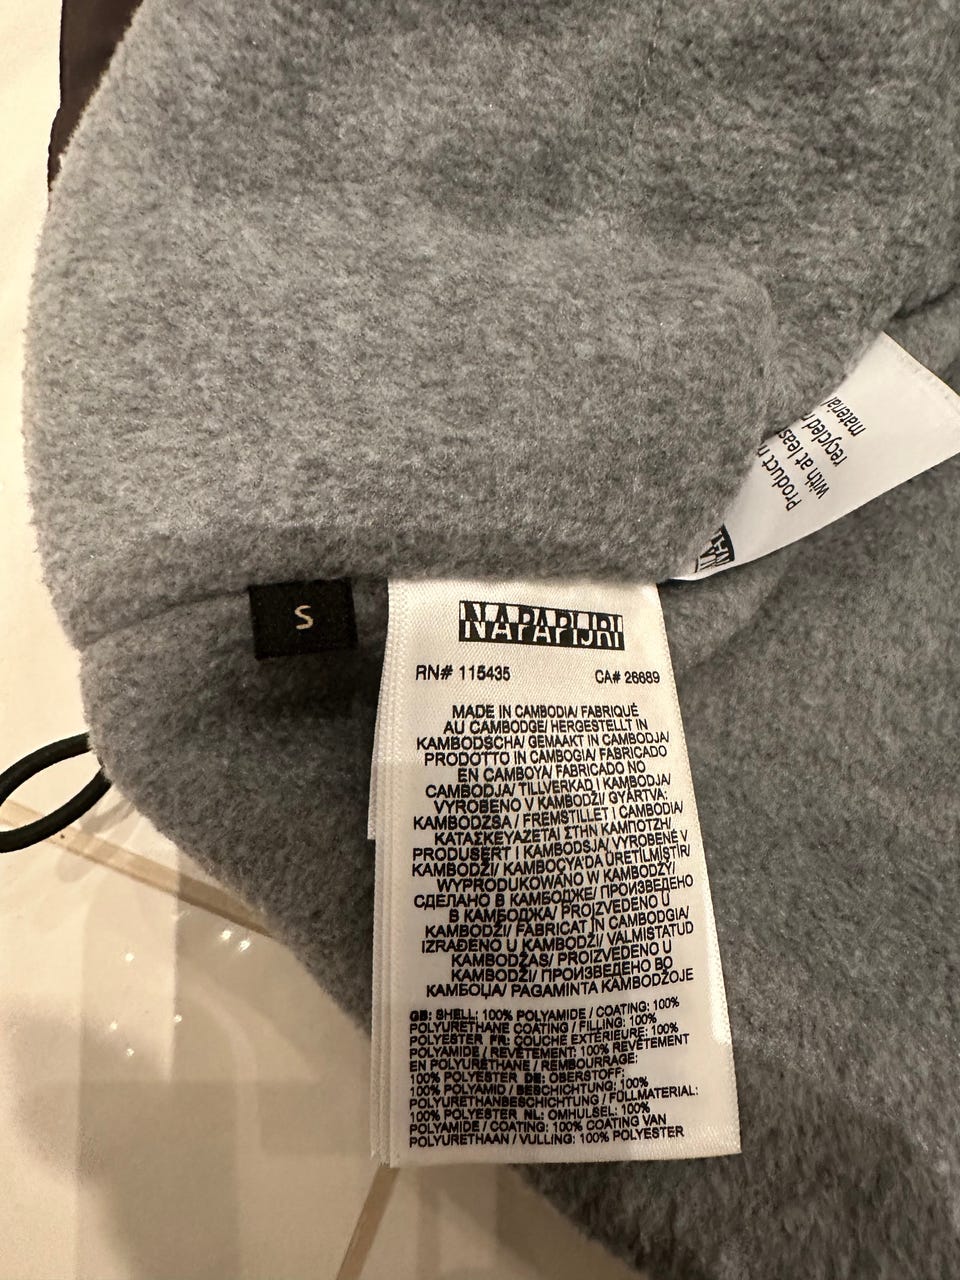 Product
with at least
recycled
material
S
NAPAPIJRI
RN# 115435 CA# 26689
MADE IN CAMBODIA/ FABRIQUÉ
AU CAMBODGE/ HERGESTELLT IN
KAMBODSCHA/ GEMAAKT IN CAMBODJA/
PRODOTTO IN CAMBOGIA/ FABRICADO
EN CAMBOYA/ FABRICADO NO
CAMBODJA/ TILLVERKAD I KAMBODJA/
VYROBENO V KAMBODŽI/ GYÁRTVA:
KAMBODZSA / FREMSTILLET I CAMBODIA/
ΚΑΤΑΣΚΕΥΑΖΕΤΑΙ ΣΤΗΝ ΚΑΜΠΟΤΖΗ/
PRODUSERT I KAMBODSJA/ VYROBENÉ V
KAMBODŽI/ KAMBOÇYA'DA ÜRETİLMİŞTİR/
WYPRODUKOWANO W KAMBODŻY/
СДЕЛАНО В КАМБОДЖЕ/ ПРОИЗВЕДЕНО
В КАМБОДЖА/ PROIZVEDENO U
KAMBODŽI/ FABRICAT IN CAMBODGIA/
IZRAĐENO U KAMBODŽI/ VALMISTATUD
KAMBODŽAS/ PROIZVEDENO U
KAMBODŽI/ ПРОИЗВЕДЕНО ВО
КАМБОЏА/ PAGAMINTA KAMBODŽOJE
GB: SHELL: 100% POLYAMIDE / COATING: 100%
POLYURETHANE COATING / FILLING: 100%
POLYESTER FR: COUCHE EXTÉRIEURE: 100%
POLYAMIDE / REVÊTEMENT: 100% REVÊTEMENT
EN POLYURÉTHANE / REMBOURRAGE:
100% POLYESTER DE: OBERSTOFF:
100% POLYAMID / BESCHICHTUNG: 100%
POLYURETHANBESCHICHTUNG / FÜLLMATERIAL:
100% POLYESTER NL: OMHULSEL: 100%
POLYAMIDE / COATING: 100% COATING VAN
POLYURETHAAN / VULLING: 100% POLYESTER